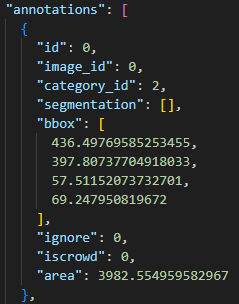 "annotations": [
{
"id": 0,
"image_id": 0,
"category_id": 2,
"segmentation": [],
"bbox": [
436.49769585253455,
397.80737704918033,
57.51152073732701,
69.247950819672
],
"ignore": 0,
"iscrowd": 0,
"area": 3982.554959582967
},